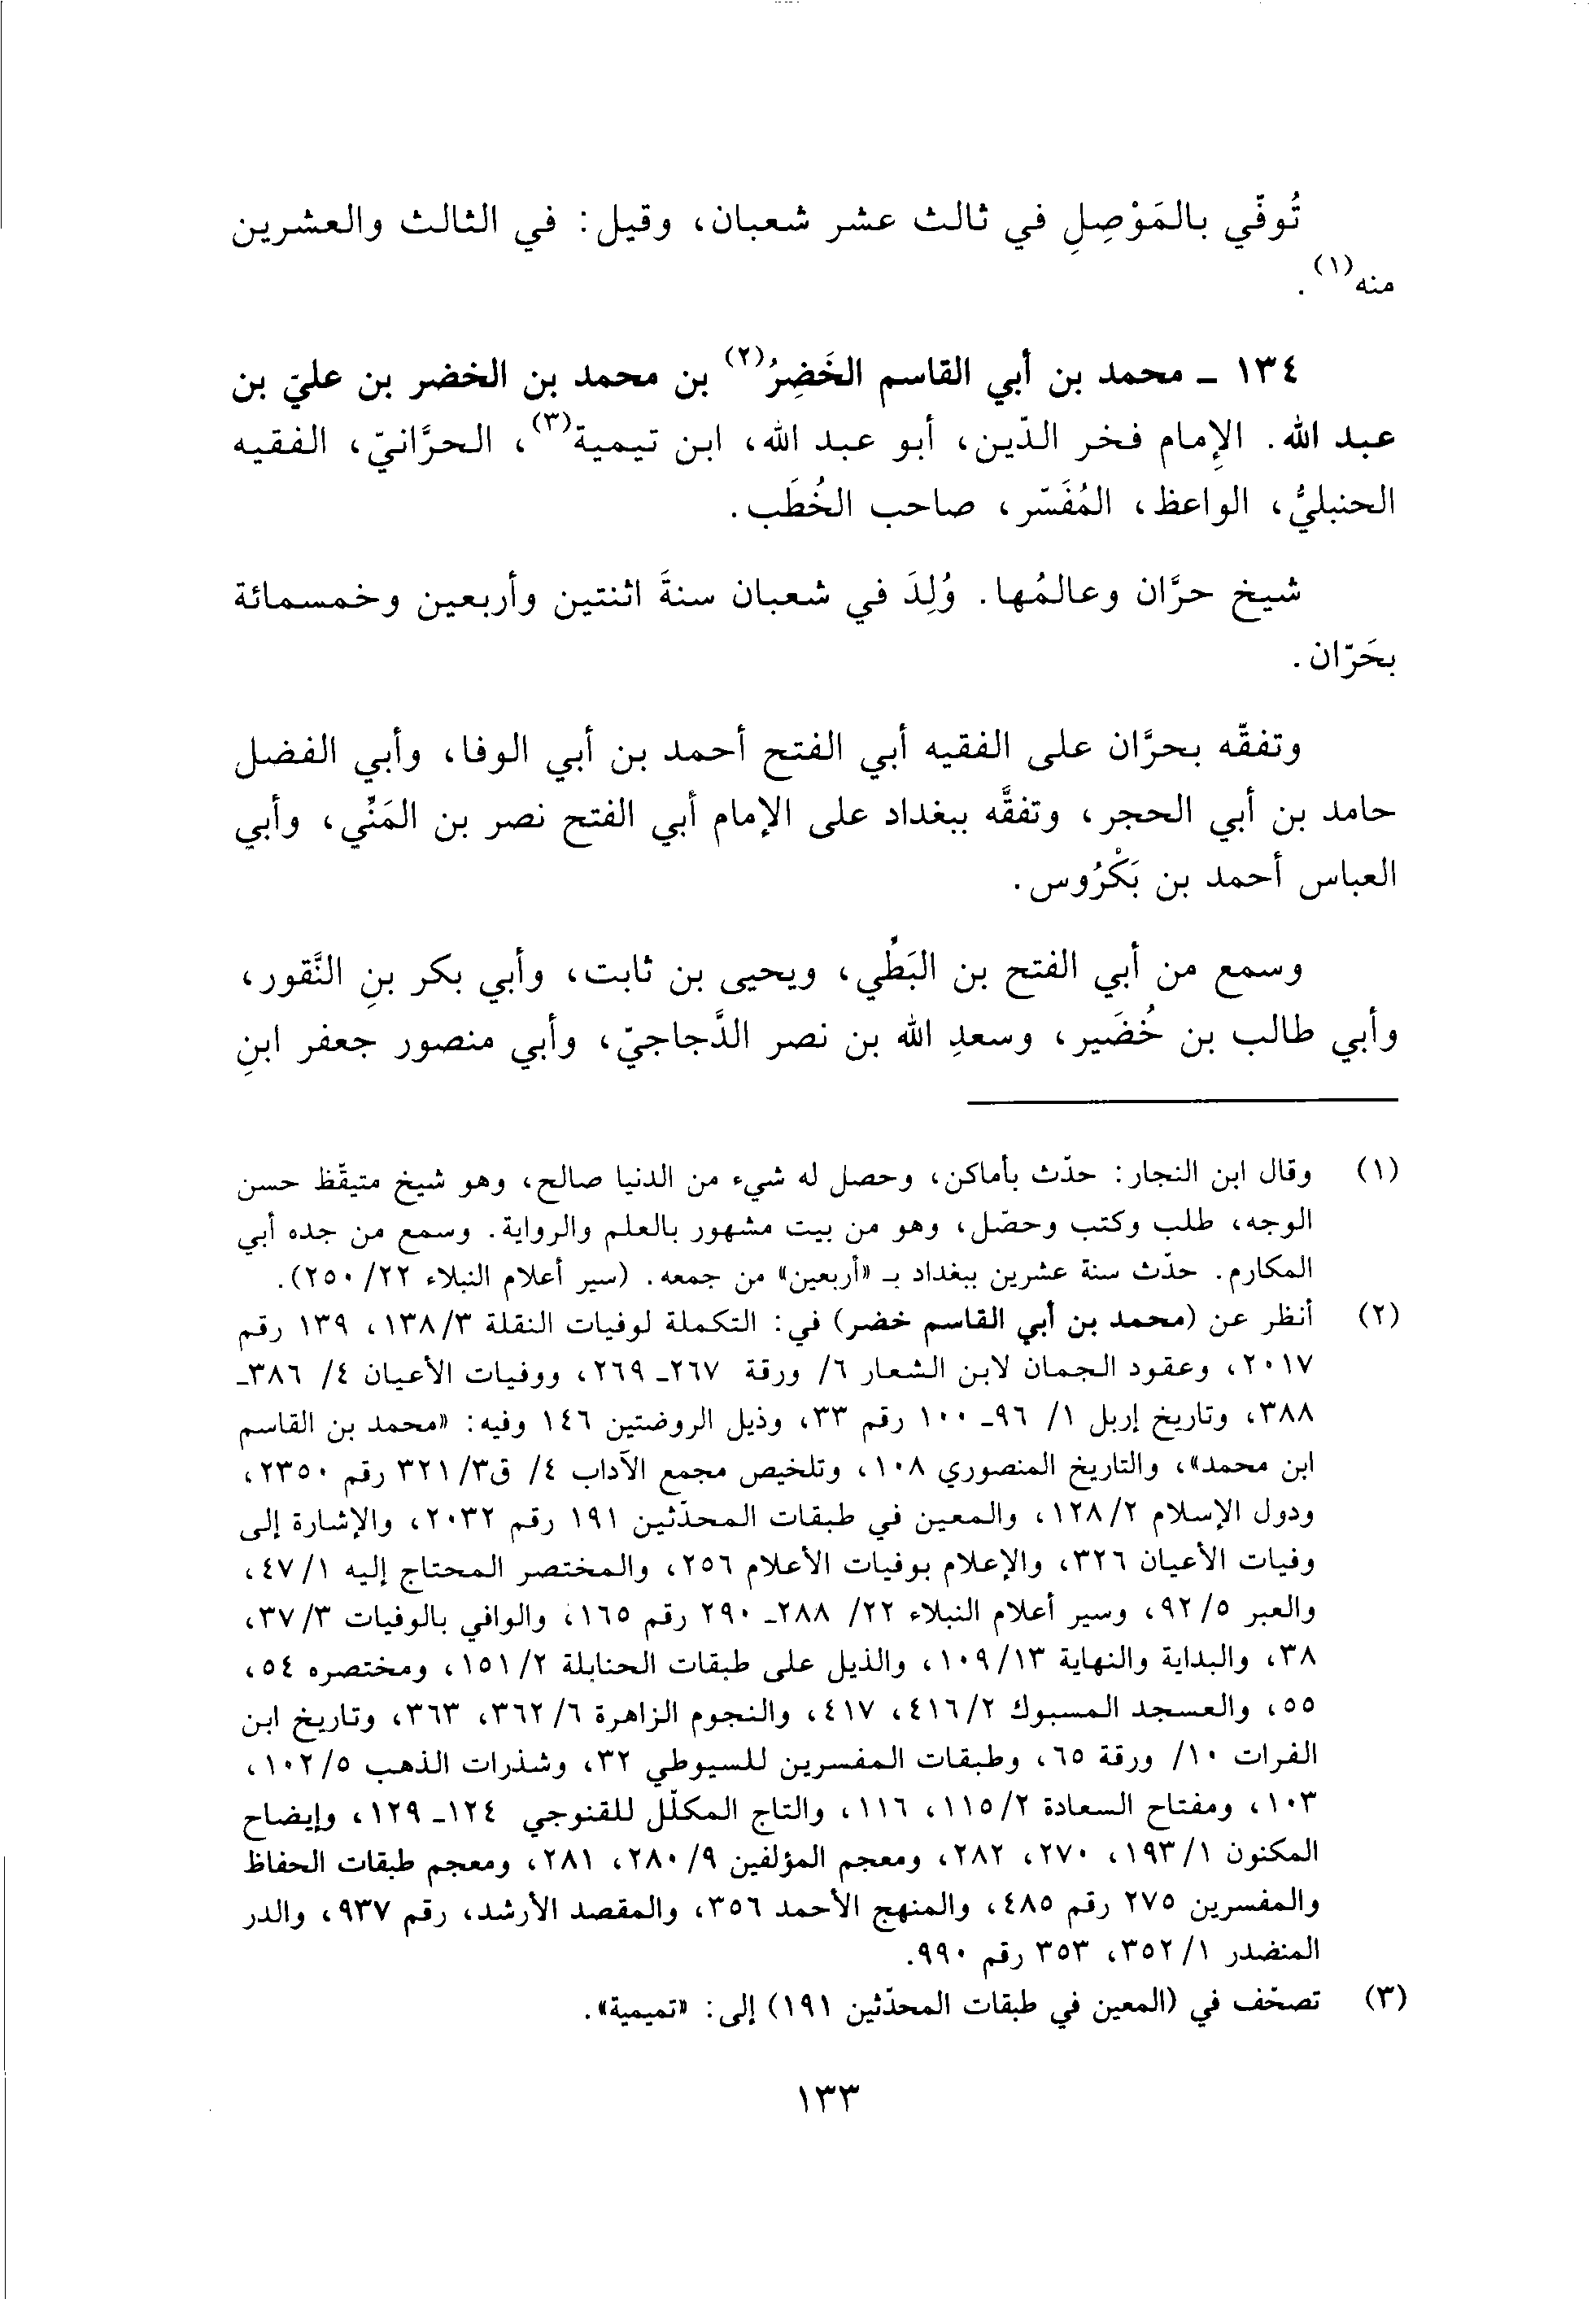 تُوفّي بالمَوْصِلِ في ثالث عشر شعبان، وقيل: في الثالث والعشرين
منه(١).
١٣٤ ـ محمد بن أبي القاسم الخَضِرُ(٢) بن محمد بن الخضر بن عليّ بن
عبد الله. الإِمام فخر الدّين، أبو عبد الله، ابن تيمية(٣)، الحرَّانيّ، الفقيه
الحنبليُّ، الواعظ، المُفَسّر، صاحب الخُطَب.
شيخ حرَّان وعالمُها. وُلِدَ في شعبان سنةَ اثنتين وأربعين وخمسمائة
بحَرّان.
وتفقّه بحرَّان على الفقيه أبي الفتح أحمد بن أبي الوفا، وأبي الفضل
حامد بن أبي الحجر، وتفقَّه ببغداد على الإمام أبي الفتح نصر بن المَنِّي، وأبي
العباس أحمد بن بَكْرُوس.
وسمع من أبي الفتح بن البَطُي، ويحيى بن ثابت، وأبي بكر بنِ النَّقور،
وأبي طالب بن خُضَير، وسعدِ الله بن نصر الدَّجاجيّ، وأبي منصور جعفر ابنِ
(١) وقال ابن النجار: حدّث بأماكن، وحصل له شيء من الدنيا صالح، وهو شيخ متيقّظ حسن
الوجه، طلب وكتب وحصّل، وهو من بيت مشهور بالعلم والرواية. وسمع من جده أبي
المكارم. حدّث سنة عشرين ببغداد بـ «أربعين» من جمعه. (سير أعلام النبلاء ٢٢/ ٢٥٠).
(٢) أنظر عن (محمد بن أبي القاسم خضر) في: التكملة لوفيات النقلة ٣/ ١٣٨، ١٣٩ رقم
٢٠١٧، وعقود الجمان لابن الشعار ٦/ ورقة ٢٦٧ـ ٢٦٩، ووفيات الأعيان ٤/ ٣٨٦ـ
٣٨٨، وتاريخ إربل ١/ ٩٦ـ ١٠٠ رقم ٣٣، وذيل الروضتين ١٤٦ وفيه: «محمد بن القاسم
ابن محمد»، والتاريخ المنصوري ١٠٨، وتلخيص مجمع الآداب ٤/ ق٣/ ٣٢١ رقم ٢٣٥٠،
ودول الإسلام ٢/ ١٢٨، والمعين في طبقات المحدّثين ١٩١ رقم ٢٠٣٢، والإشارة إلى
وفيات الأعيان ٣٢٦، والإعلام بوفيات الأعلام ٢٥٦، والمختصر المحتاج إليه ١/ ٤٧،
والعبر ٥/ ٩٢، وسير أعلام النبلاء ٢٢/ ٢٨٨ـ ٢٩٠ رقم ١٦٥، والوافي بالوفيات ٣/ ٣٧،
٣٨، والبداية والنهاية ١٣/ ١٠٩، والذيل على طبقات الحنابلة ٢/ ١٥١، ومختصره ٥٤،
٥٥، والعسجد المسبوك ٢/ ٤١٦، ٤١٧، والنجوم الزاهرة ٦/ ٣٦٢، ٣٦٣، وتاريخ ابن
الفرات ١٠/ ورقة ٦٥، وطبقات المفسرين للسيوطي ٣٢، وشذرات الذهب ٥/ ١٠٢،
١٠٣، ومفتاح السعادة ٢/ ١١٥، ١١٦، والتاج المكلّل للقنوجي ١٢٤ـ ١٢٩، وإيضاح
المكنون ١/ ١٩٣، ٢٧٠، ٢٨٢، ومعجم المؤلفين ٩/ ٢٨٠، ٢٨١، ومعجم طبقات الحفاظ
والمفسرين ٢٧٥ رقم ٤٨٥، والمنهج الأحمد ٣٥٦، والمقصد الأرشد، رقم ٩٣٧، والدر
المنضدر ١/ ٣٥٢، ٣٥٣ رقم ٩٩٠.
(٣) تصحّف في (المعين في طبقات المحدّثين ١٩١) إلى: «تميمية».
١٣٣